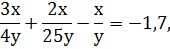 3x/4y + 2x/25y − x/y = −1,7,